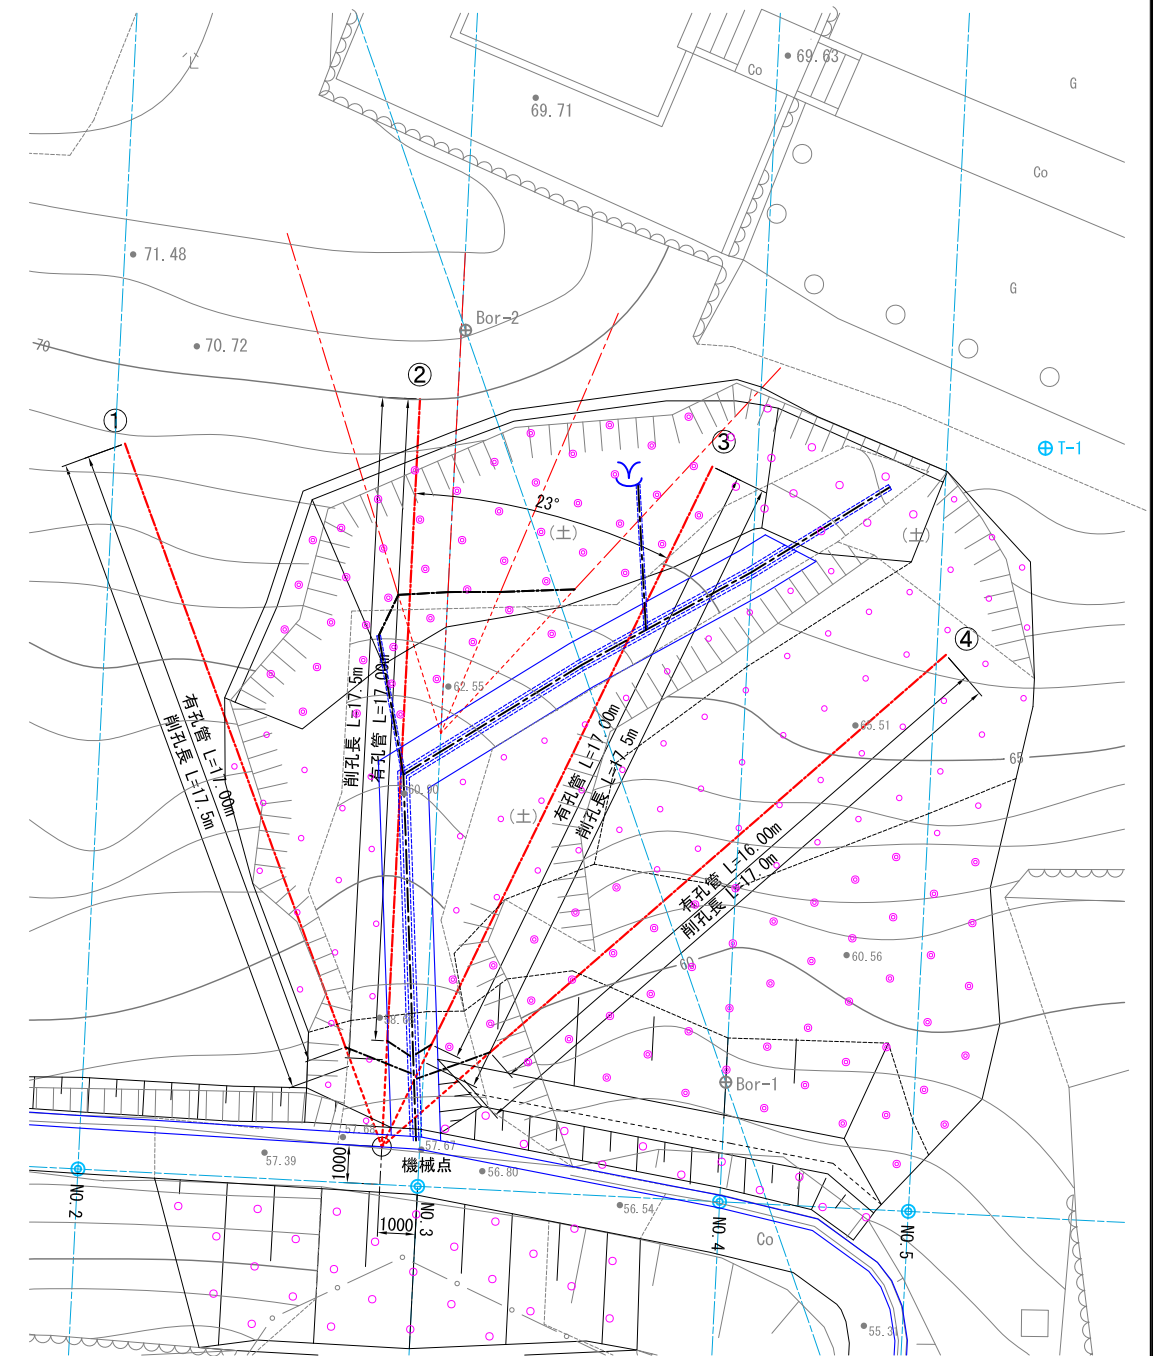 69.63
Co
G
69.71
Co
71.48
G
Bor-2
70
70.72
②
①
③
T-1
23°
(土)
(土)
④
62.55
有孔管 L=17.00m
削孔長 L=17.5m
削孔長 L=17.5m
有孔管 L=17.00m
有孔管 L=17.00m
削孔長 L=17.5m
65.51
65
(土)
有孔管 L=16.00m
削孔長 L=17.0m
60.56
60
Bor-1
57.68
57.67
57.39
機械点
56.80
1000
NO.2
NO.3
1000
56.54
NO.4
NO.5
Co